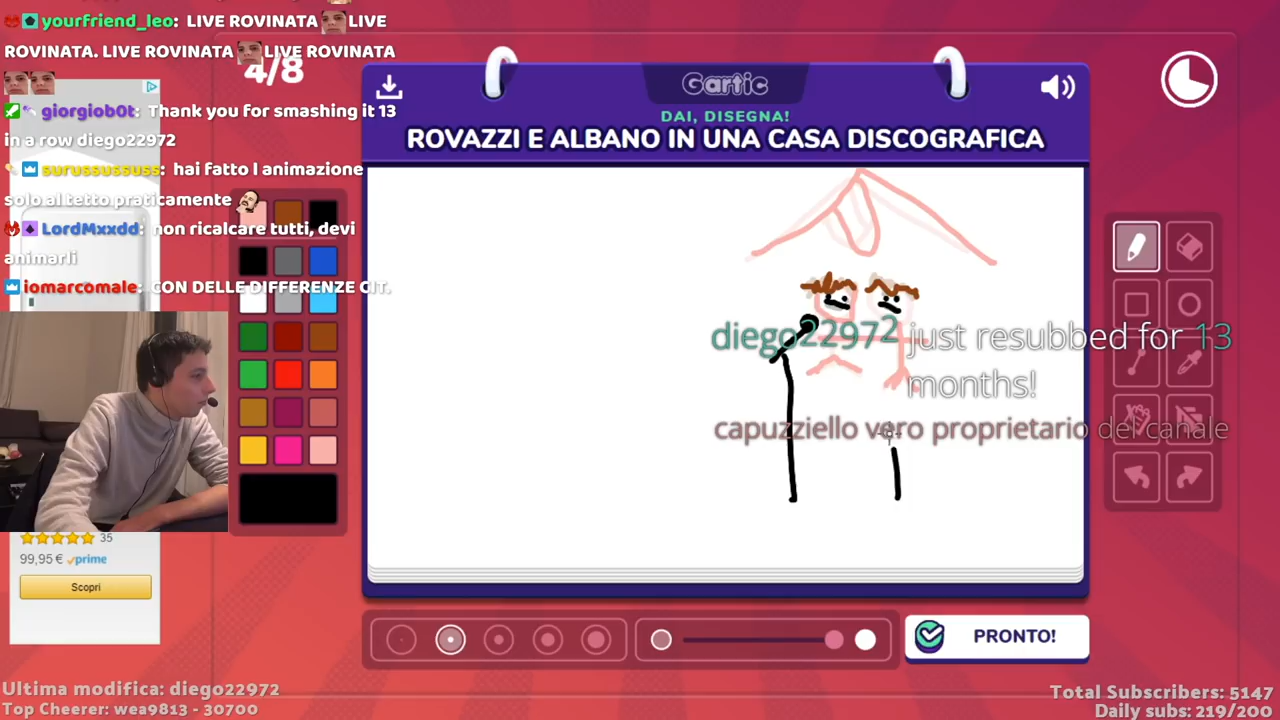 yourfriend_leo: LIVE ROVINATA LIVE
ROVINATA. LIVE ROVINATA LIVE ROVINATA
4/8
giorgiob0t: Thank you for smashing it 13
in a row diego22972
surussussuss: hai fatto l animazione
solo al tetto praticamente
LordMxxdd: non ricalcare tutti, devi
animarli
iomarcomale: CON DELLE DIFFERENZE CIT.
Gartic
DAI, DISEGNA!
ROVAZZI E ALBANO IN UNA CASA DISCOGRAFICA
diego22972 just resubbed for 13
months!
capuzziello vero proprietario del canale
35
99,95 € prime
Scopri
PRONTO!
Ultima modifica: diego22972
Top Cheerer: wea9813 - 30700
Total Subscribers: 5147
Daily subs: 219/200